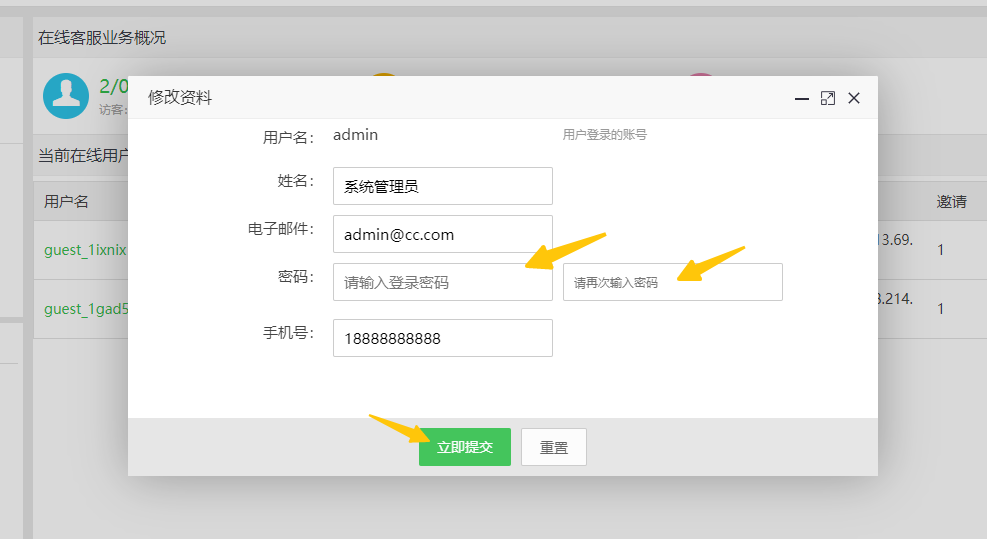 在线客服业务概况
2/0
访客:
修改资料
用户名： admin 用户登录的账号
姓名： 系统管理员
电子邮件： admin@cc.com
密码： 请输入登录密码 请再次输入密码
手机号： 18888888888
立即提交 重置
当前在线用户
用户名 邀请
guest_1ixnix 13.69. 1
guest_1gad5 .214. 1